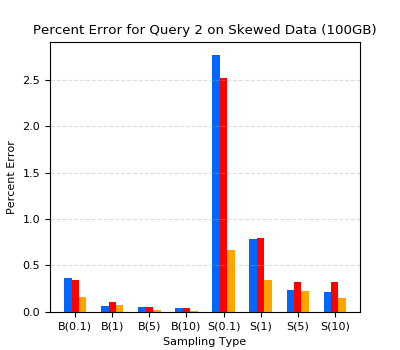 Percent Error for Query 2 on Skewed Data (100GB)
Percent Error
2.5
2.0
1.5
1.0
0.5
0.0
B(0.1) B(1) B(5) B(10) S(0.1) S(1) S(5) S(10)
Sampling Type